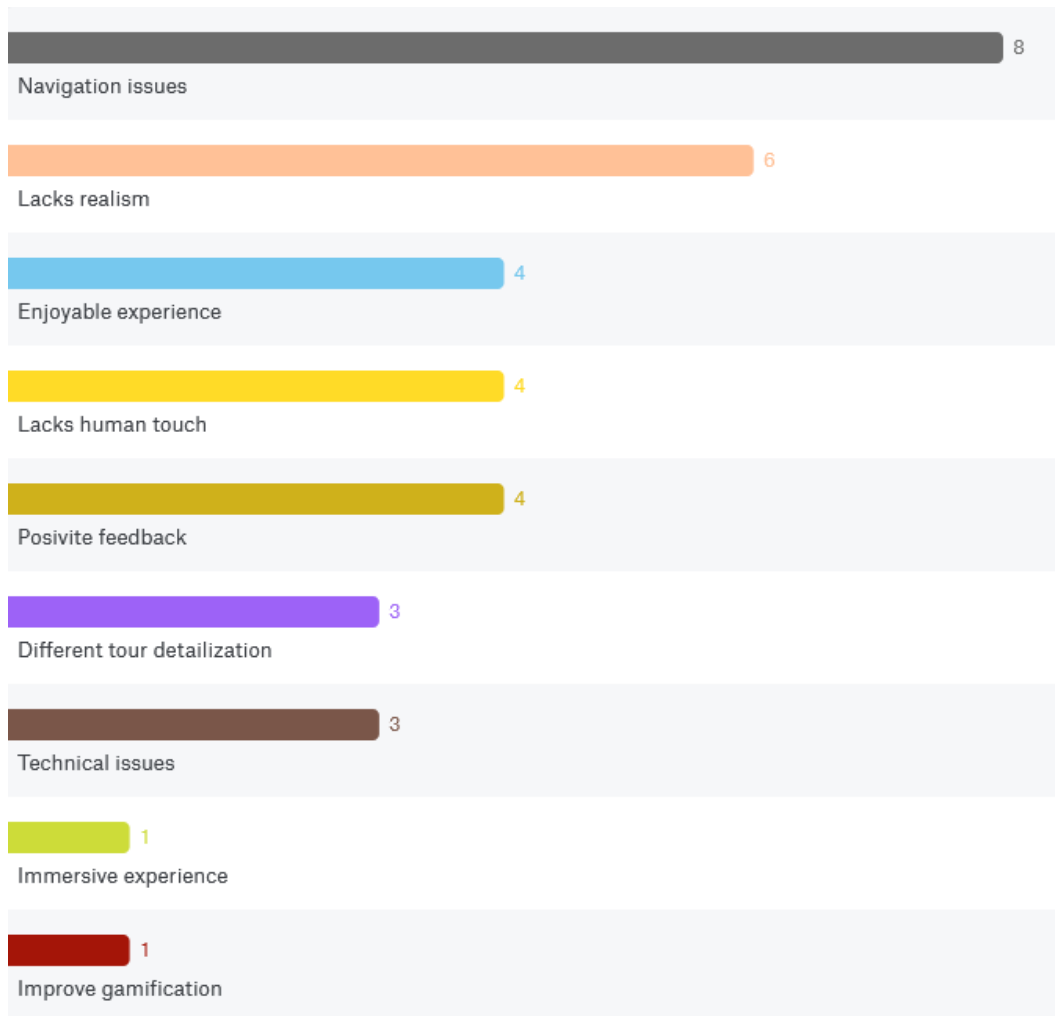 8
Navigation issues
6
Lacks realism
4
Enjoyable experience
4
Lacks human touch
4
Posivite feedback
3
Different tour detailization
3
Technical issues
1
Immersive experience
1
Improve gamification